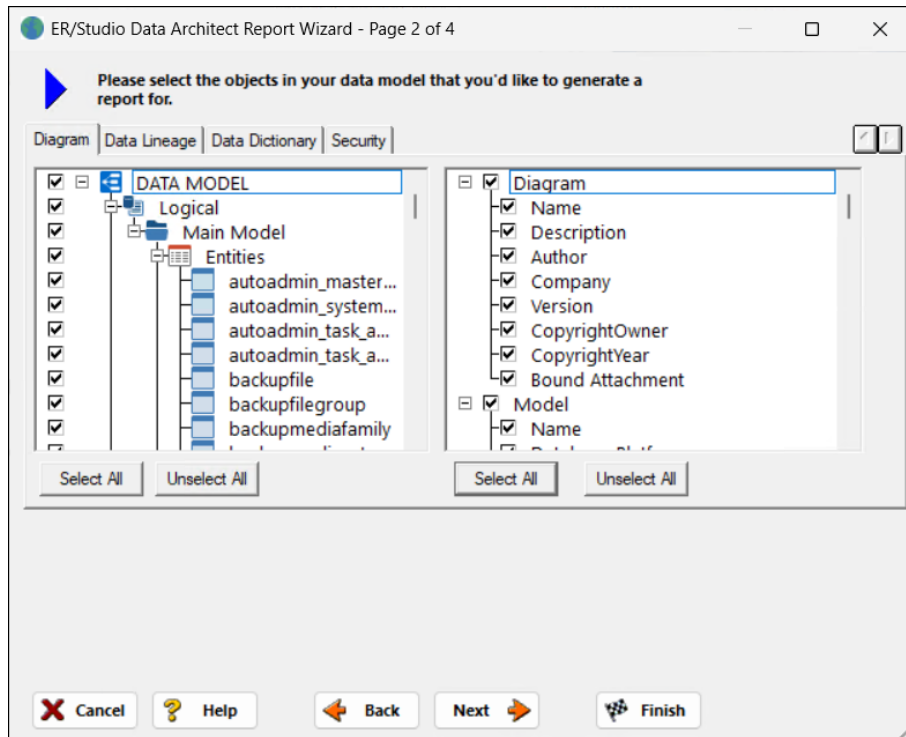 ER/Studio Data Architect Report Wizard - Page 2 of 4
Please select the objects in your data model that you'd like to generate a
report for.
Diagram
Data Lineage
Data Dictionary
Security
DATA MODEL
Logical
Main Model
Entities
autoadmin_master...
autoadmin_system...
autoadmin_task_a...
autoadmin_task_a...
backupfile
backupfilegroup
backupmediafamily
Diagram
Name
Description
Author
Company
Version
CopyrightOwner
CopyrightYear
Bound Attachment
Model
Name
Select All
Unselect All
Select All
Unselect All
Cancel
Help
Back
Next
Finish